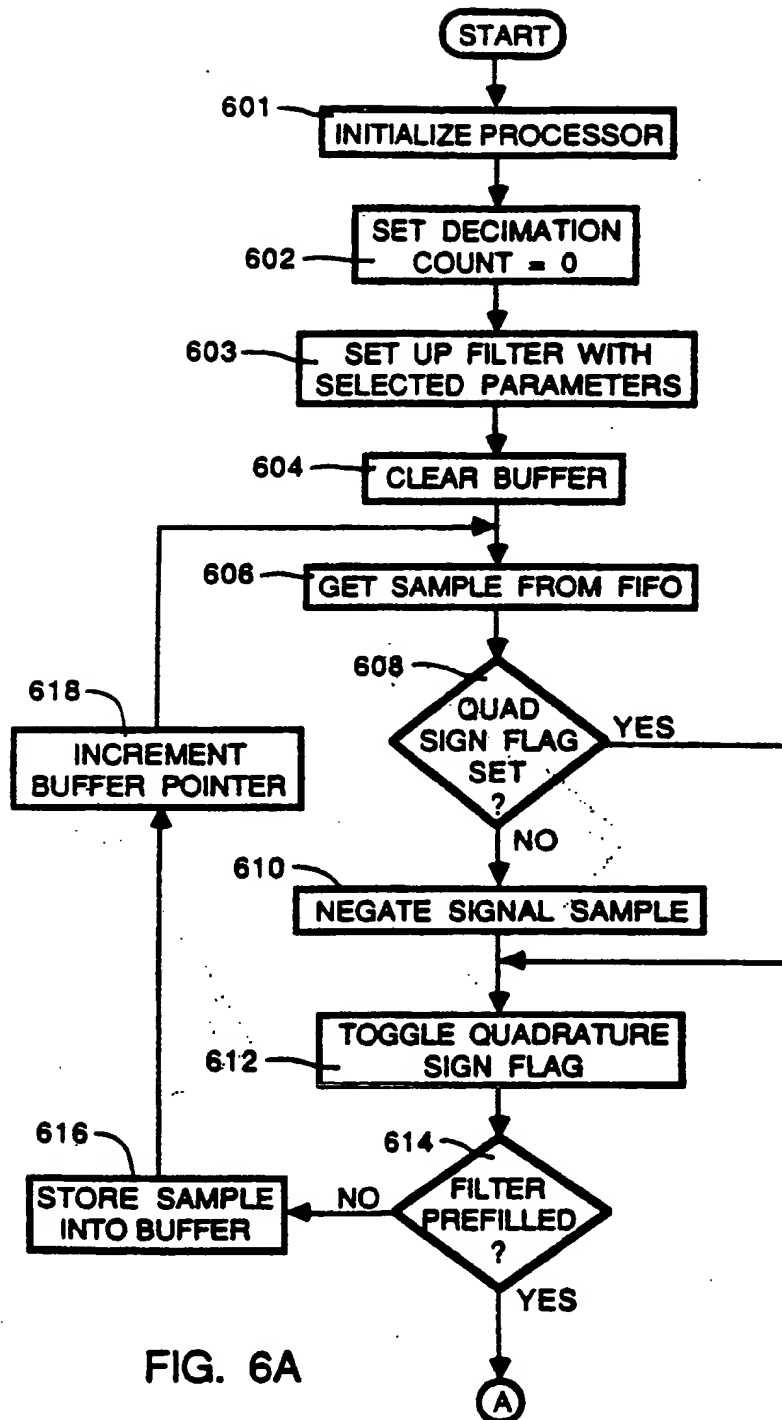 START
601
INITIALIZE PROCESSOR
SET DECIMATION
602
COUNT = 0
603
SET UP FILTER WITH
SELECTED PARAMETERS
604
CLEAR BUFFER
606
GET SAMPLE FROM FIFO
608
618
QUAD
SIGN FLAG
SET
?
YES
INCREMENT
BUFFER POINTER
NO
610
NEGATE SIGNAL SAMPLE
TOGGLE QUADRATURE
612
SIGN FLAG
616
614
STORE SAMPLE
INTO BUFFER
NO
FILTER
PREFILLED
?
YES
FIG. 6A
A